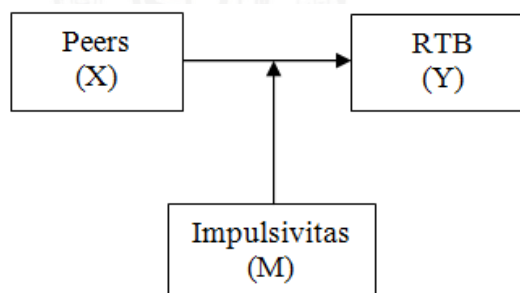 Peers
(X)
RTB
(Y)
Impulsivitas
(M)